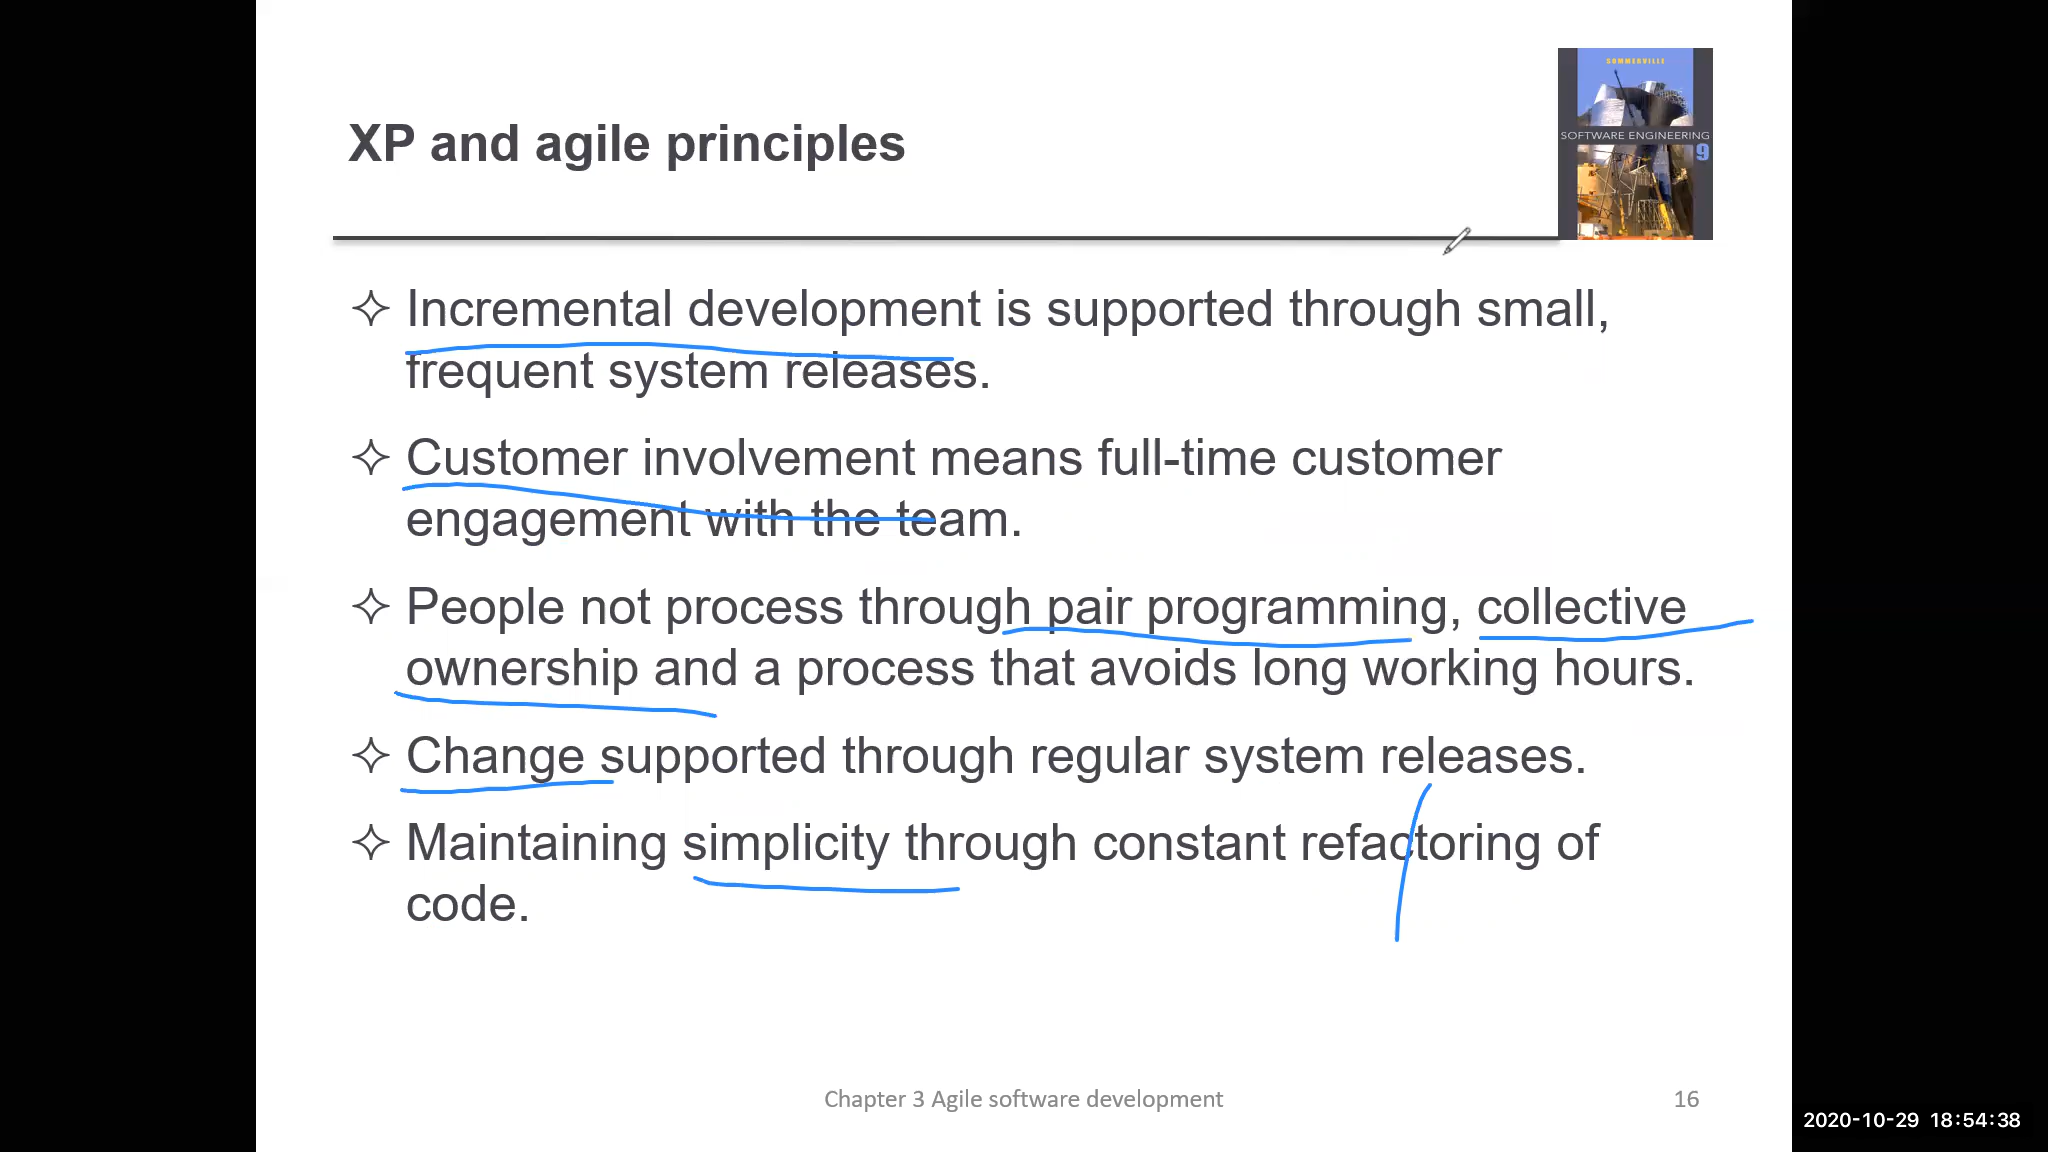 SOMMERVILLE
SOFTWARE ENGINEERING
9
XP and agile principles
Incremental development is supported through small,
frequent system releases.
Customer involvement means full-time customer
engagement with the team.
People not process through pair programming, collective
ownership and a process that avoids long working hours.
Change supported through regular system releases.
Maintaining simplicity through constant refactoring of
code.
Chapter 3 Agile software development
16
2020-10-29 18:54:38